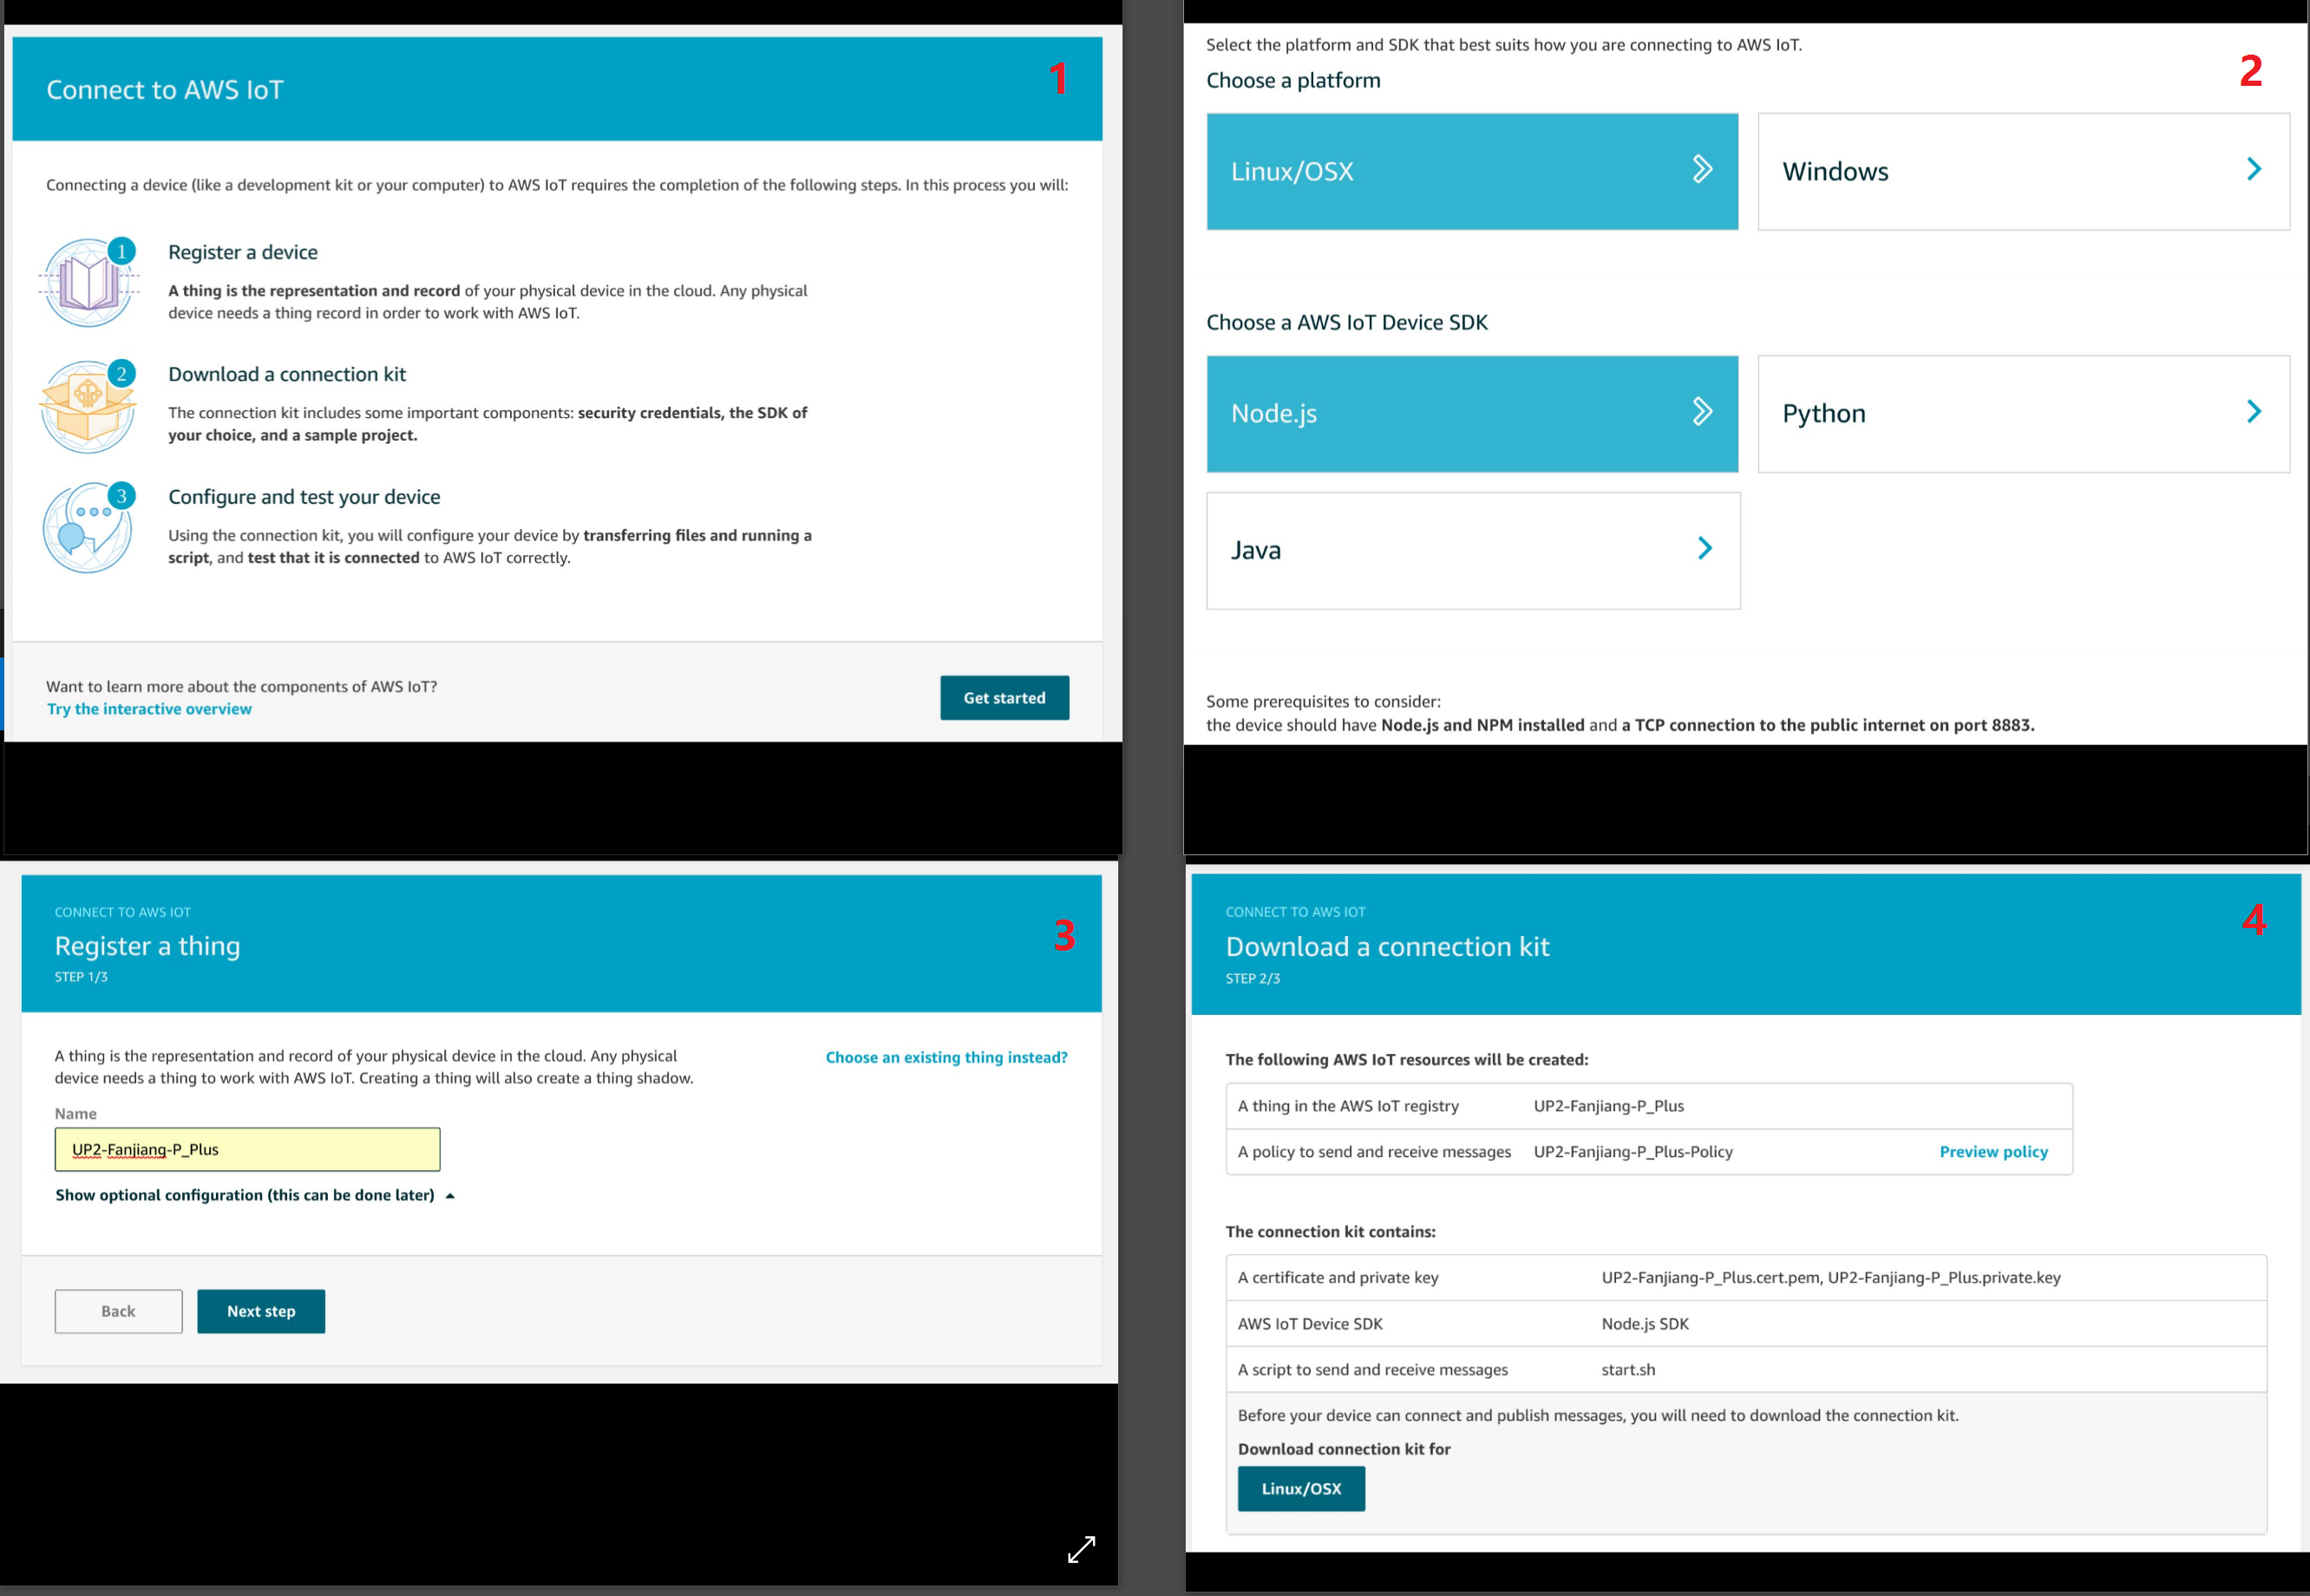 1
Connect to AWS IoT
Connecting a device (like a development kit or your computer) to AWS IoT requires the completion of the following steps. In this process you will:
1
Register a device
A thing is the representation and record of your physical device in the cloud. Any physical
device needs a thing record in order to work with AWS IoT.
2
Download a connection kit
The connection kit includes some important components: security credentials, the SDK of
your choice, and a sample project.
3
Configure and test your device
Using the connection kit, you will configure your device by transferring files and running a
script, and test that it is connected to AWS IoT correctly.
Want to learn more about the components of AWS IoT?
Try the interactive overview
Get started
2
Select the platform and SDK that best suits how you are connecting to AWS IoT.
Choose a platform
Linux/OSX
Windows
Choose a AWS IoT Device SDK
Node.js
Python
Java
Some prerequisites to consider:
the device should have Node.js and NPM installed and a TCP connection to the public internet on port 8883.
3
CONNECT TO AWS IOT
Register a thing
STEP 1/3
A thing is the representation and record of your physical device in the cloud. Any physical
device needs a thing to work with AWS IoT. Creating a thing will also create a thing shadow.
Choose an existing thing instead?
Name
UP2-Fanjiang-P_Plus
Show optional configuration (this can be done later)
Back
Next step
4
CONNECT TO AWS IOT
Download a connection kit
STEP 2/3
The following AWS IoT resources will be created:
A thing in the AWS IoT registry UP2-Fanjiang-P_Plus
A policy to send and receive messages UP2-Fanjiang-P_Plus-Policy Preview policy
The connection kit contains:
A certificate and private key UP2-Fanjiang-P_Plus.cert.pem, UP2-Fanjiang-P_Plus.private.key
AWS IoT Device SDK Node.js SDK
A script to send and receive messages start.sh
Before your device can connect and publish messages, you will need to download the connection kit.
Download connection kit for
Linux/OSX